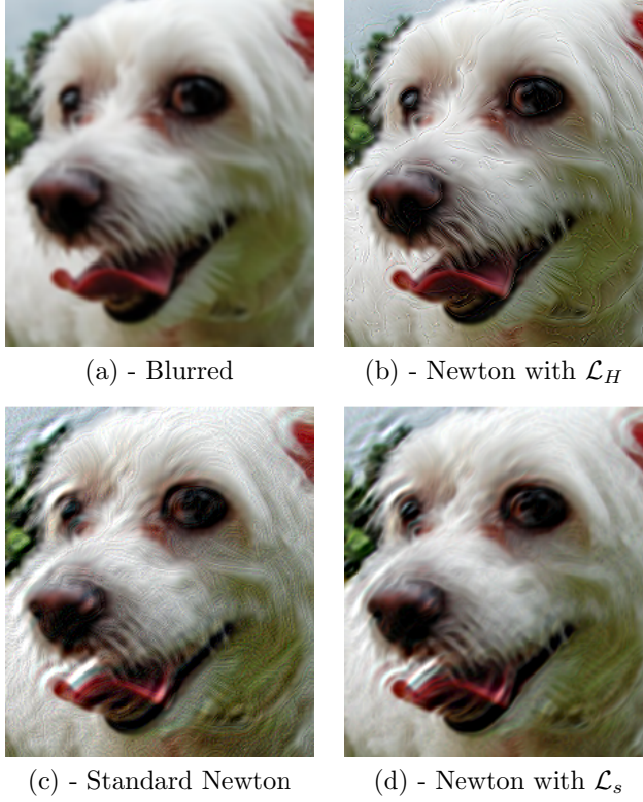 (a) - Blurred
(b) - Newton with 𝓛_H
(c) - Standard Newton
(d) - Newton with 𝓛_s